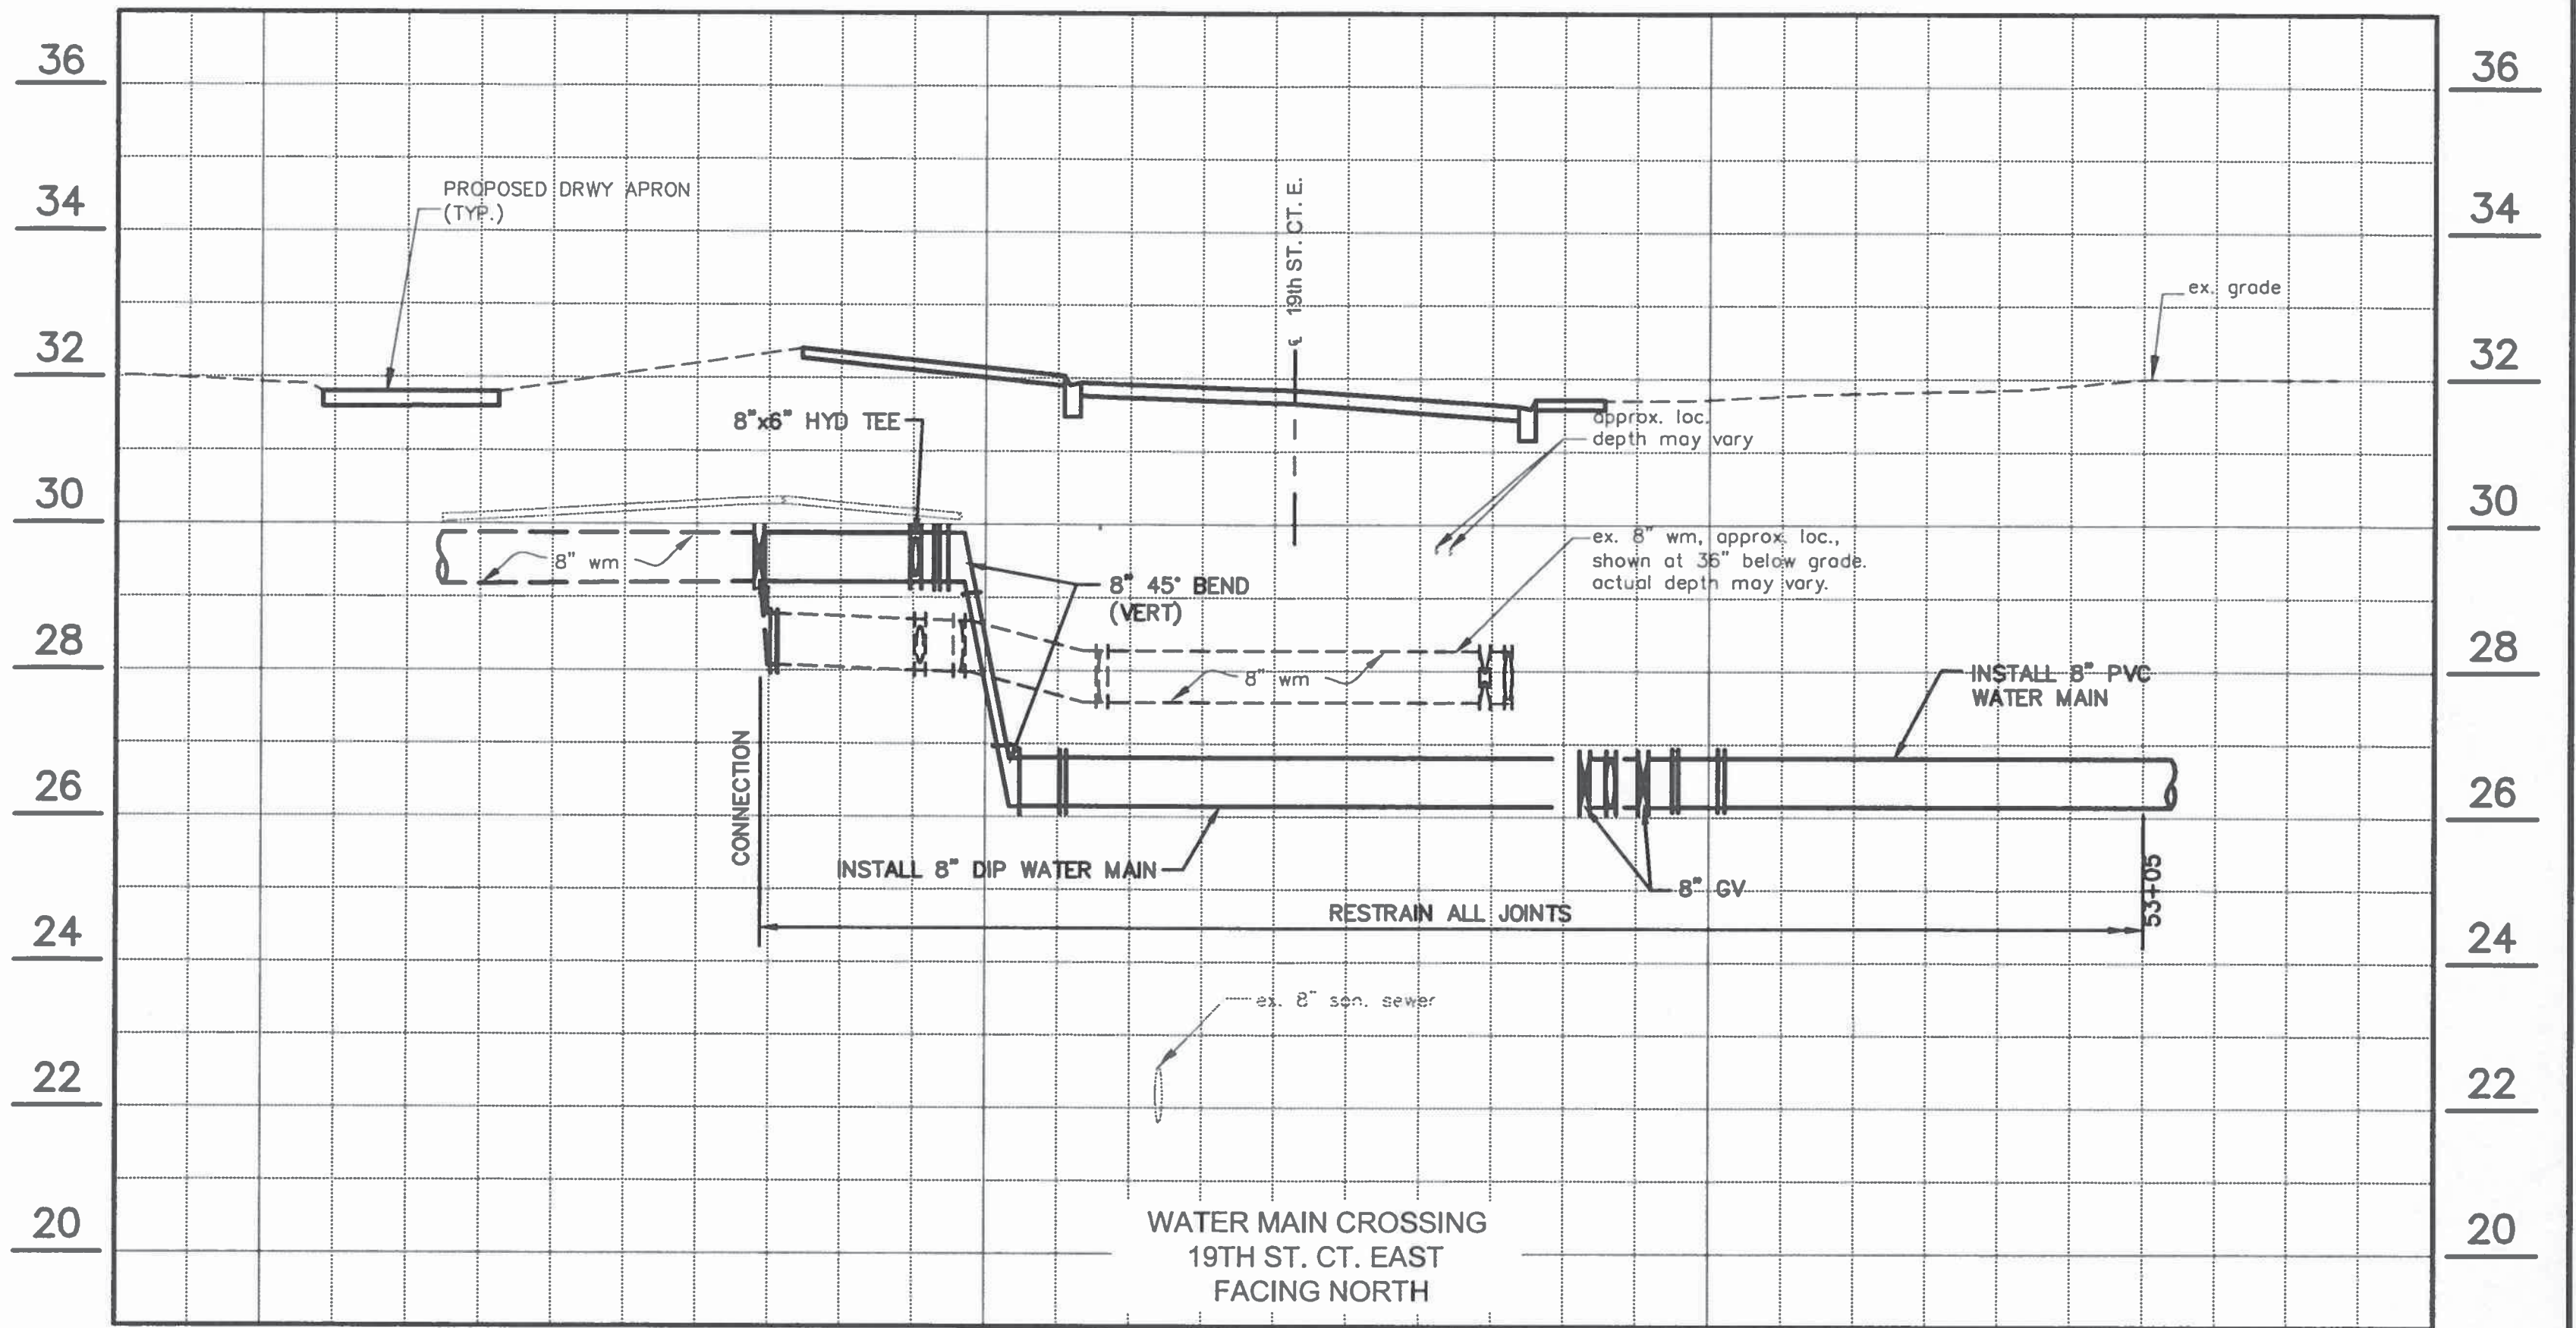 36
36
34
34
32
32
30
30
28
28
26
26
24
24
22
22
20
20
PROPOSED DRWY APRON
(TYP.)
℄ 19th ST. CT. E.
ex. grade
8"x6" HYD TEE
approx. loc.
depth may vary
8" wm
ex. 8" wm, approx. loc.,
shown at 36" below grade.
actual depth may vary.
8" 45° BEND
(VERT)
8" wm
INSTALL 8" PVC
WATER MAIN
CONNECTION
INSTALL 8" DIP WATER MAIN
8" GV
53+05
RESTRAIN ALL JOINTS
ex. 8" san. sewer
WATER MAIN CROSSING
19TH ST. CT. EAST
FACING NORTH